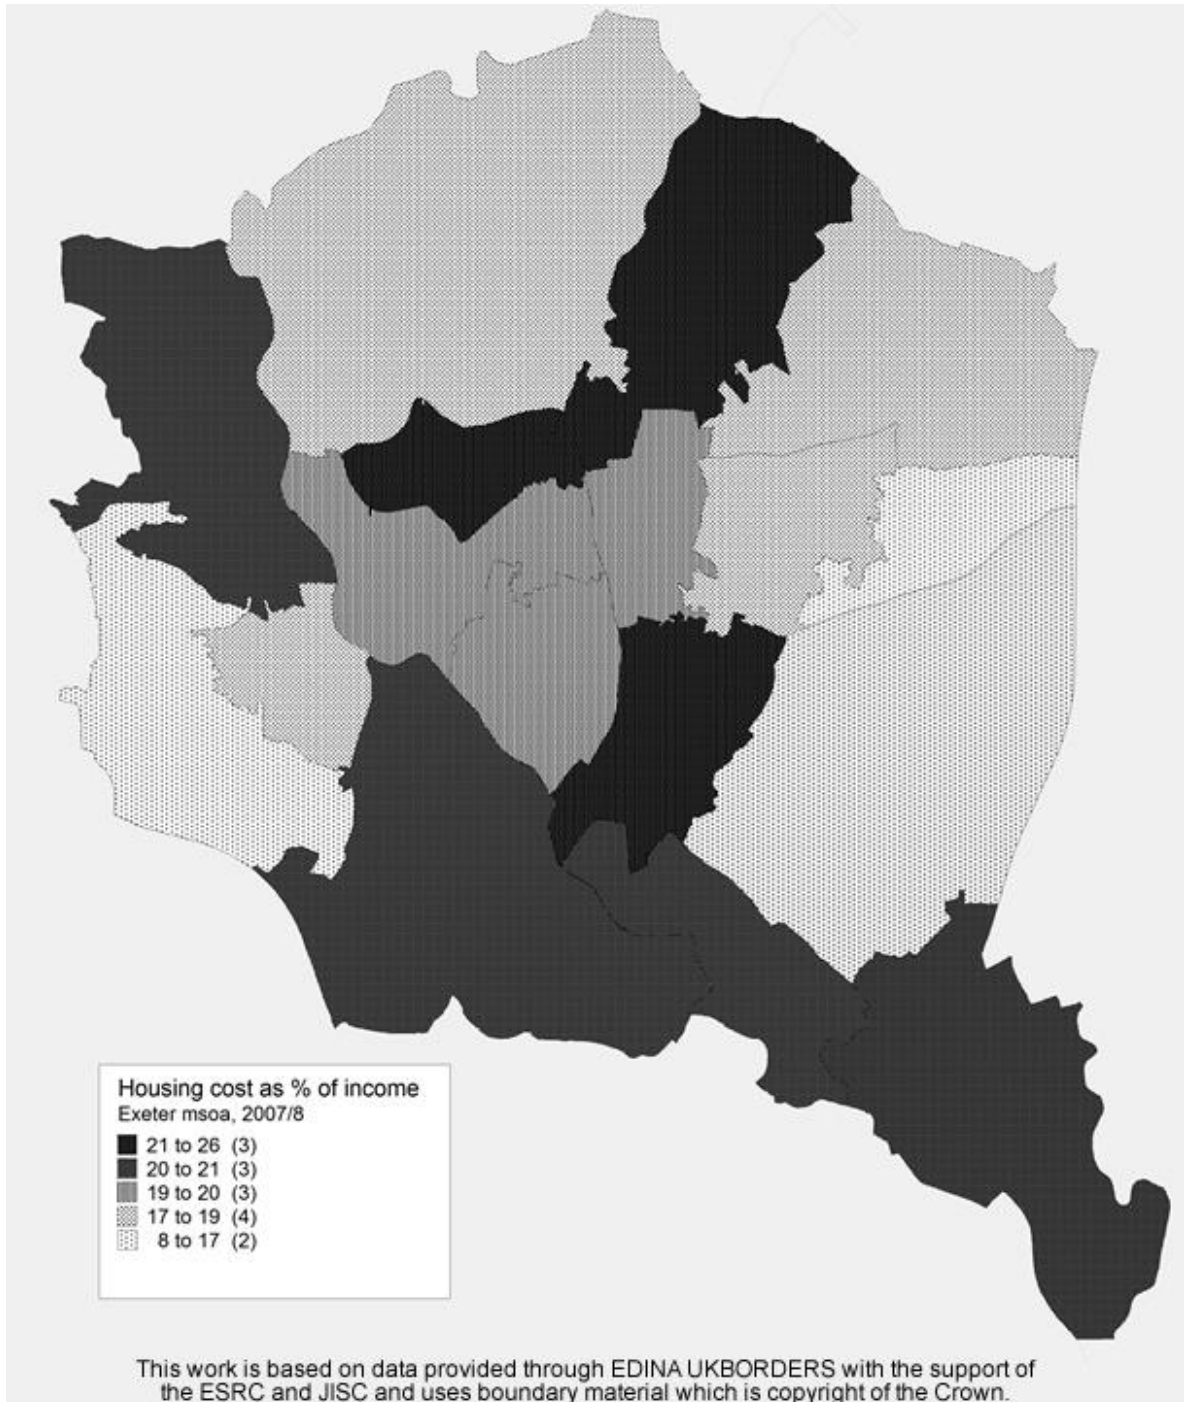 Housing cost as % of income
Exeter msoa, 2007/8
21 to 26 (3)
20 to 21 (3)
19 to 20 (3)
17 to 19 (4)
8 to 17 (2)
This work is based on data provided through EDINA UKBORDERS with the support of
the ESRC and JISC and uses boundary material which is copyright of the Crown.